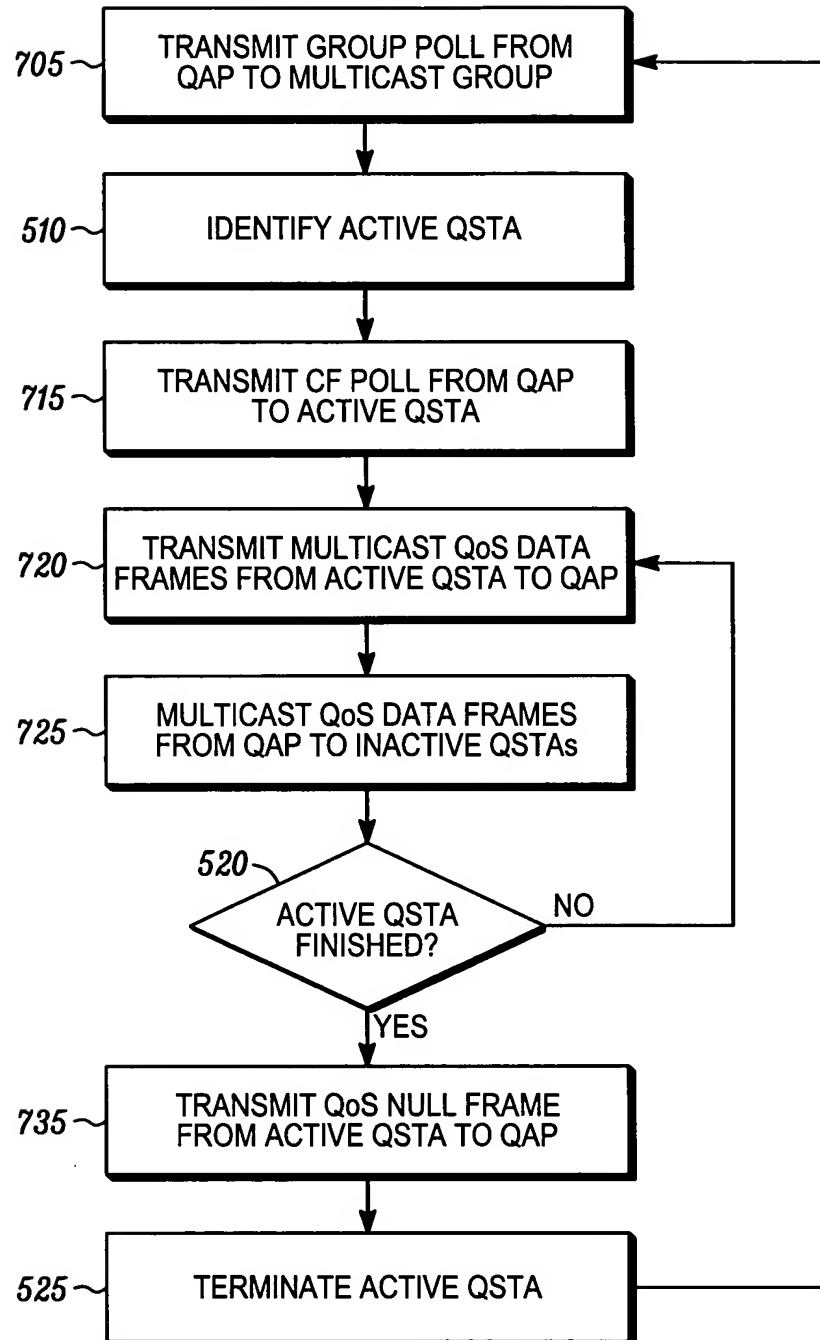 705
TRANSMIT GROUP POLL FROM
QAP TO MULTICAST GROUP
510
IDENTIFY ACTIVE QSTA
715
TRANSMIT CF POLL FROM QAP
TO ACTIVE QSTA
720
TRANSMIT MULTICAST QoS DATA
FRAMES FROM ACTIVE QSTA TO QAP
725
MULTICAST QoS DATA FRAMES
FROM QAP TO INACTIVE QSTAs
520
ACTIVE QSTA
FINISHED?
NO
YES
735
TRANSMIT QoS NULL FRAME
FROM ACTIVE QSTA TO QAP
525
TERMINATE ACTIVE QSTA